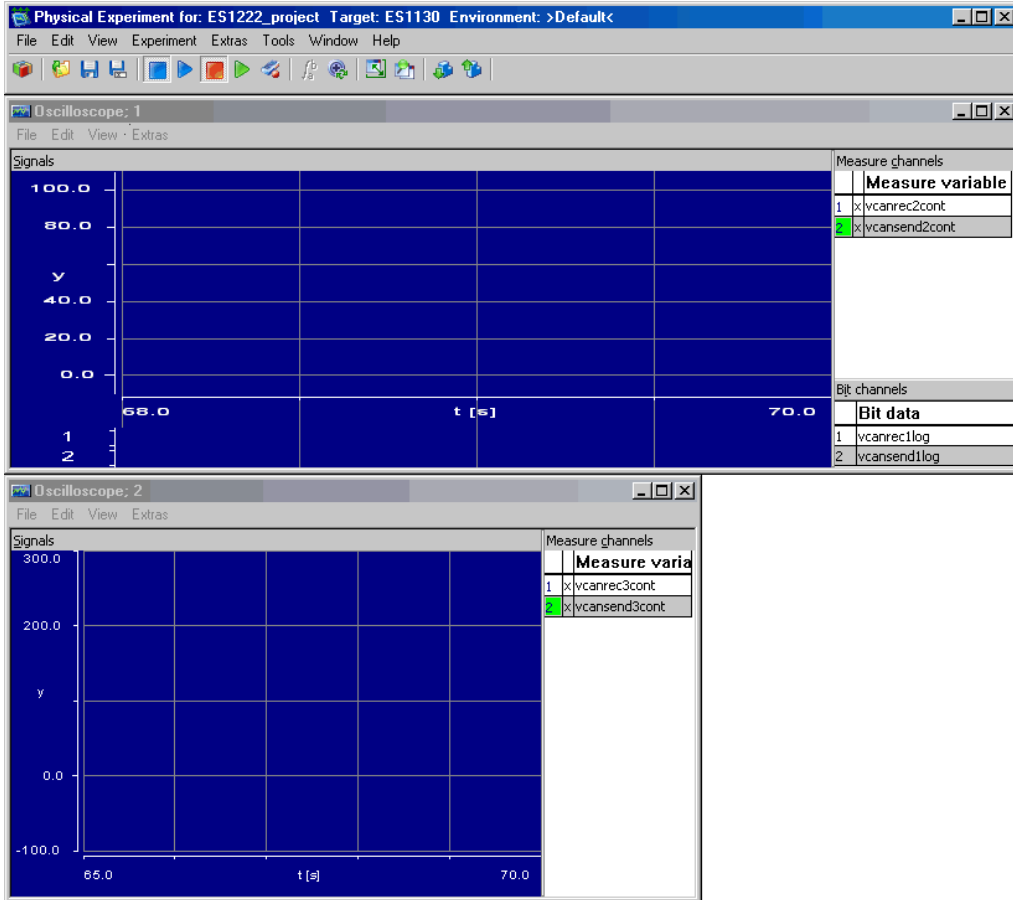 Physical Experiment for: ES1222_project Target: ES1130 Environment: >Default<
File Edit View Experiment Extras Tools Window Help
Oscilloscope; 1
File Edit View Extras
Signals
100.0
80.0
y
40.0
20.0
0.0
68.0 t [s] 70.0
1
2
Measure channels
Measure variable
1 x vcanrec2cont
2 x vcansend2cont
Bit channels
Bit data
1 vcanrec1log
2 vcansend1log
Oscilloscope; 2
File Edit View Extras
Signals
300.0
200.0
y
0.0
-100.0
65.0 t [s] 70.0
Measure channels
Measure varia
1 x vcanrec3cont
2 x vcansend3cont